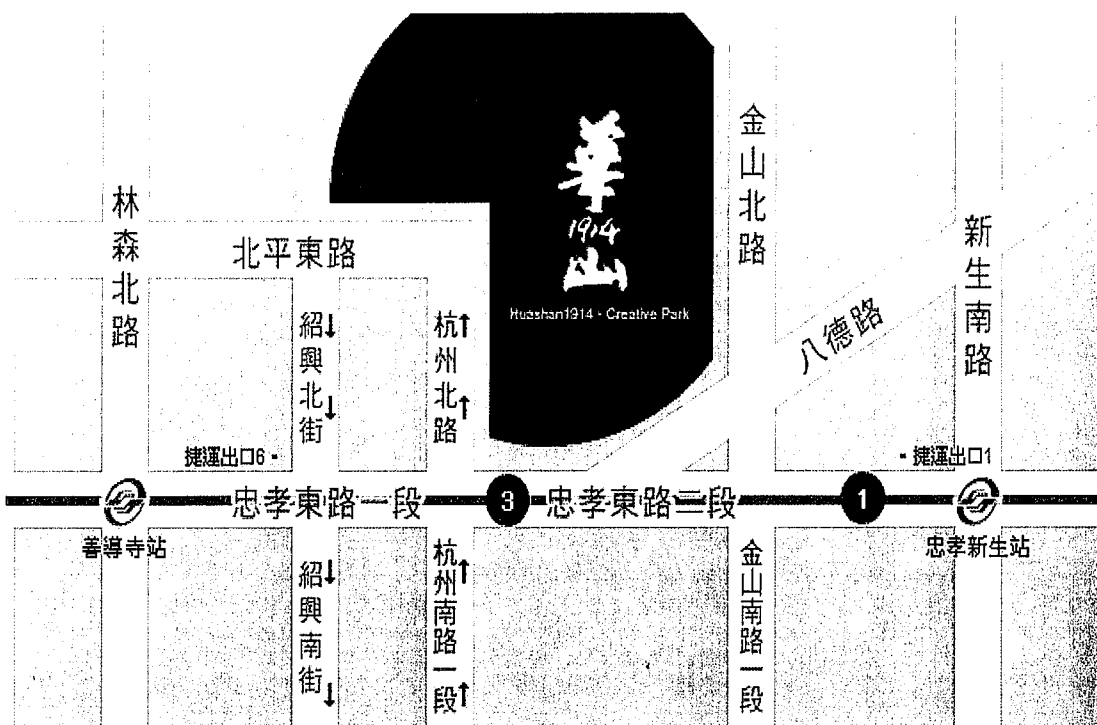 華
1914
山
Huashan1914 · Creative Park
金山北路
林森北路
北平東路
新生南路
八德路
紹興北街
杭州北路
捷運出口6
捷運出口1
忠孝東路一段
3
忠孝東路二段
1
善導寺站
忠孝新生站
紹興南街
杭州南路一段
金山南路一段